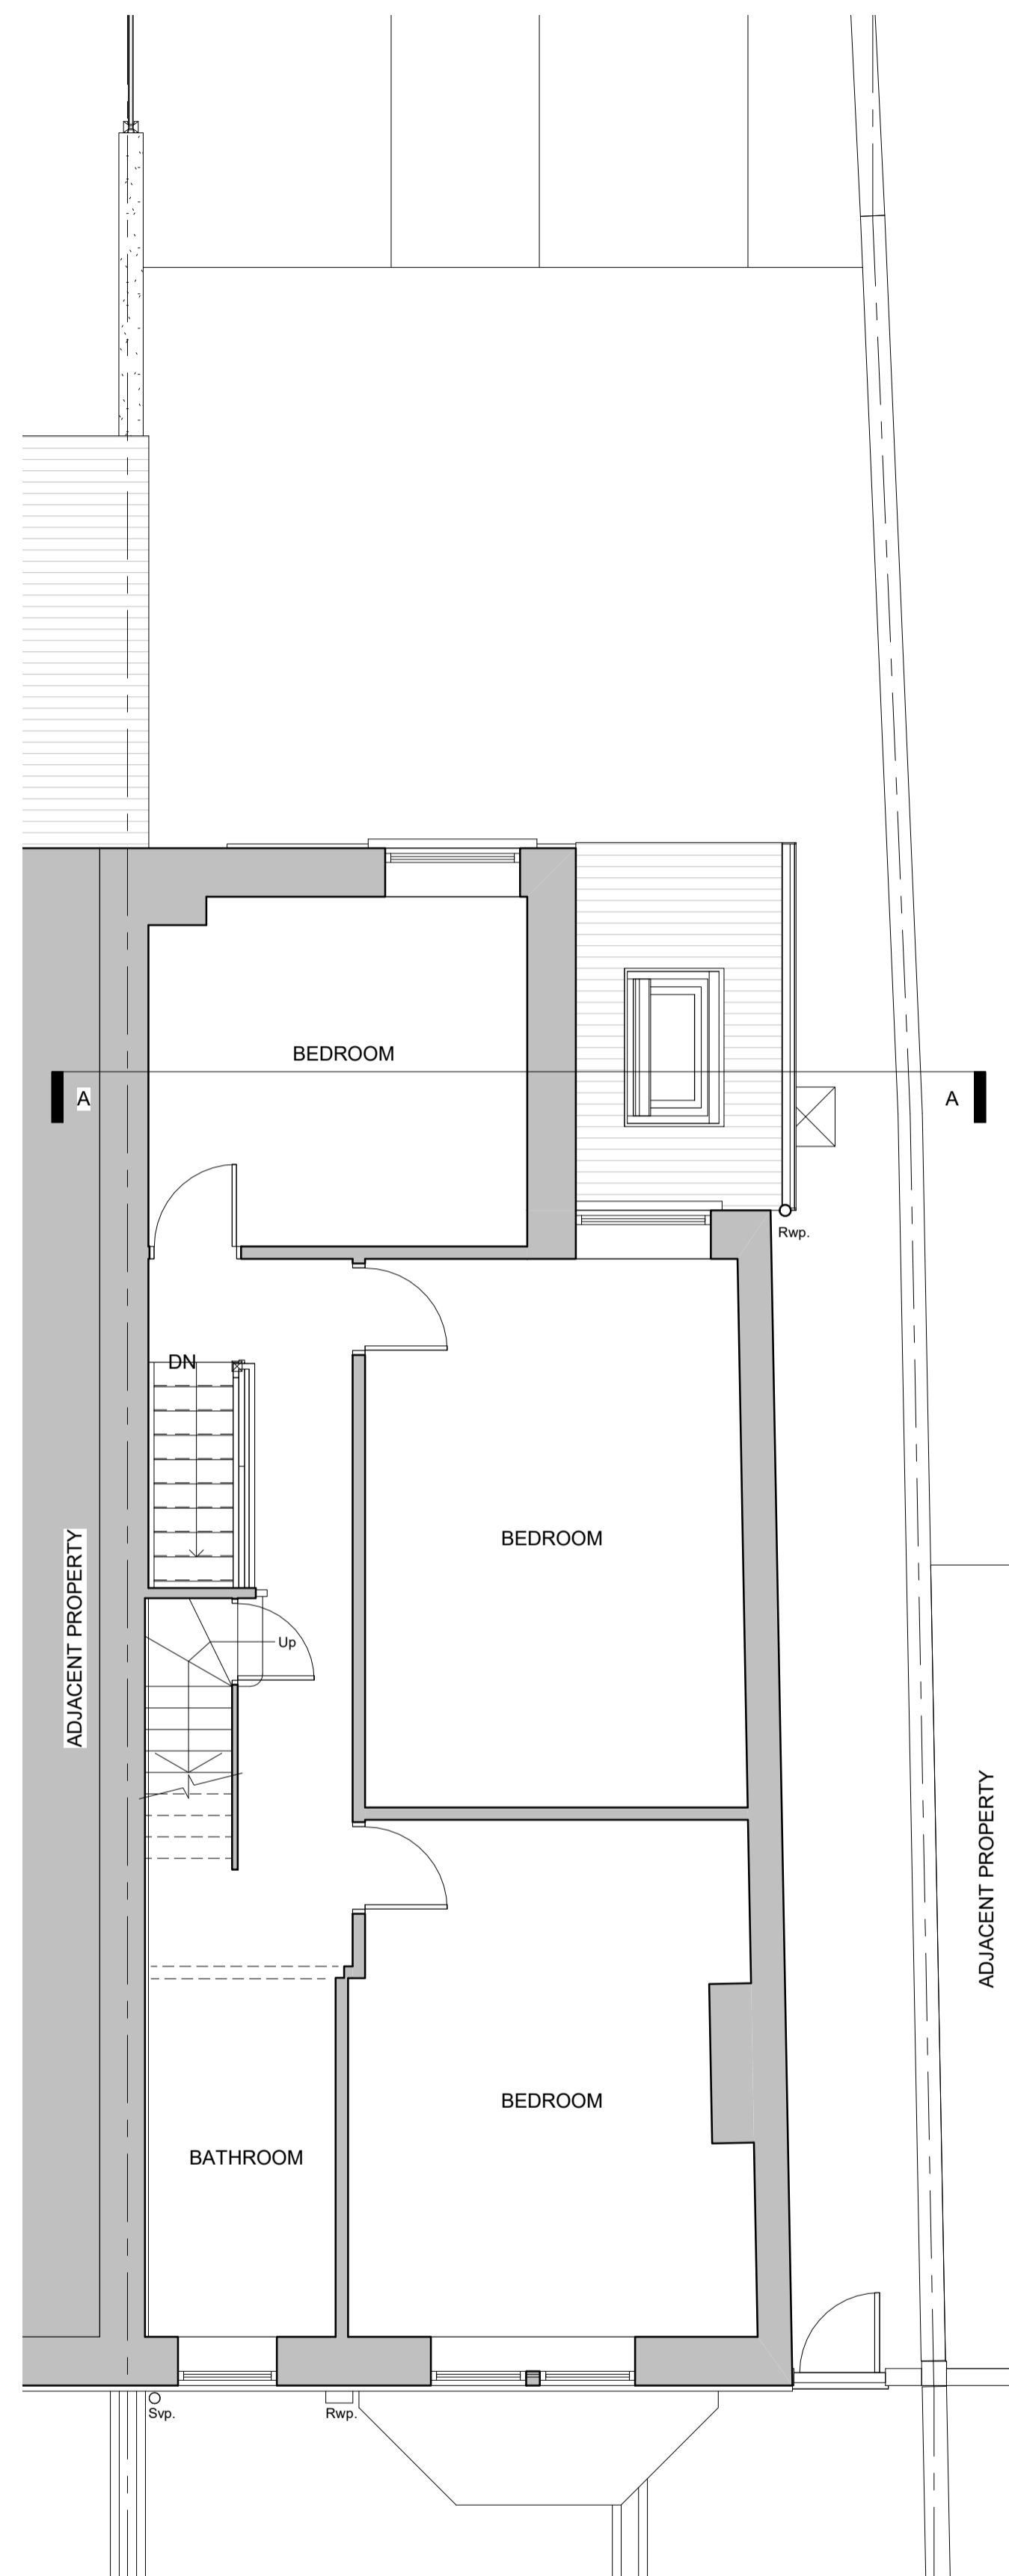 BEDROOM
A
A
Rwp.
DN
BEDROOM
ADJACENT PROPERTY
Up
ADJACENT PROPERTY
BEDROOM
BATHROOM
Svp.
Rwp.